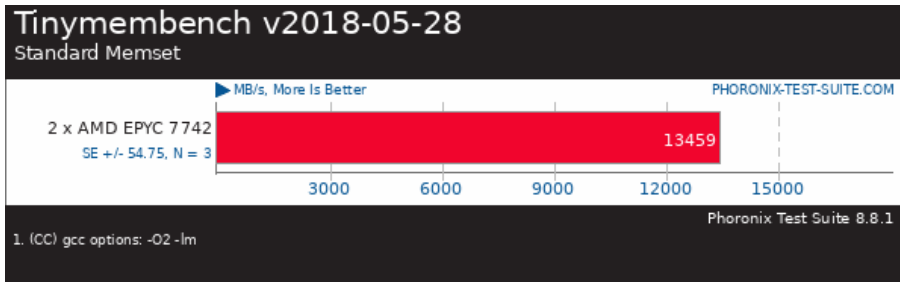 Tinymembench v2018-05-28
Standard Memset
MB/s, More Is Better
PHORONIX-TEST-SUITE.COM
2 x AMD EPYC 7742
13459
SE +/- 54.75, N = 3
3000 6000 9000 12000 15000
Phoronix Test Suite 8.8.1
1. (CC) gcc options: -O2 -lm